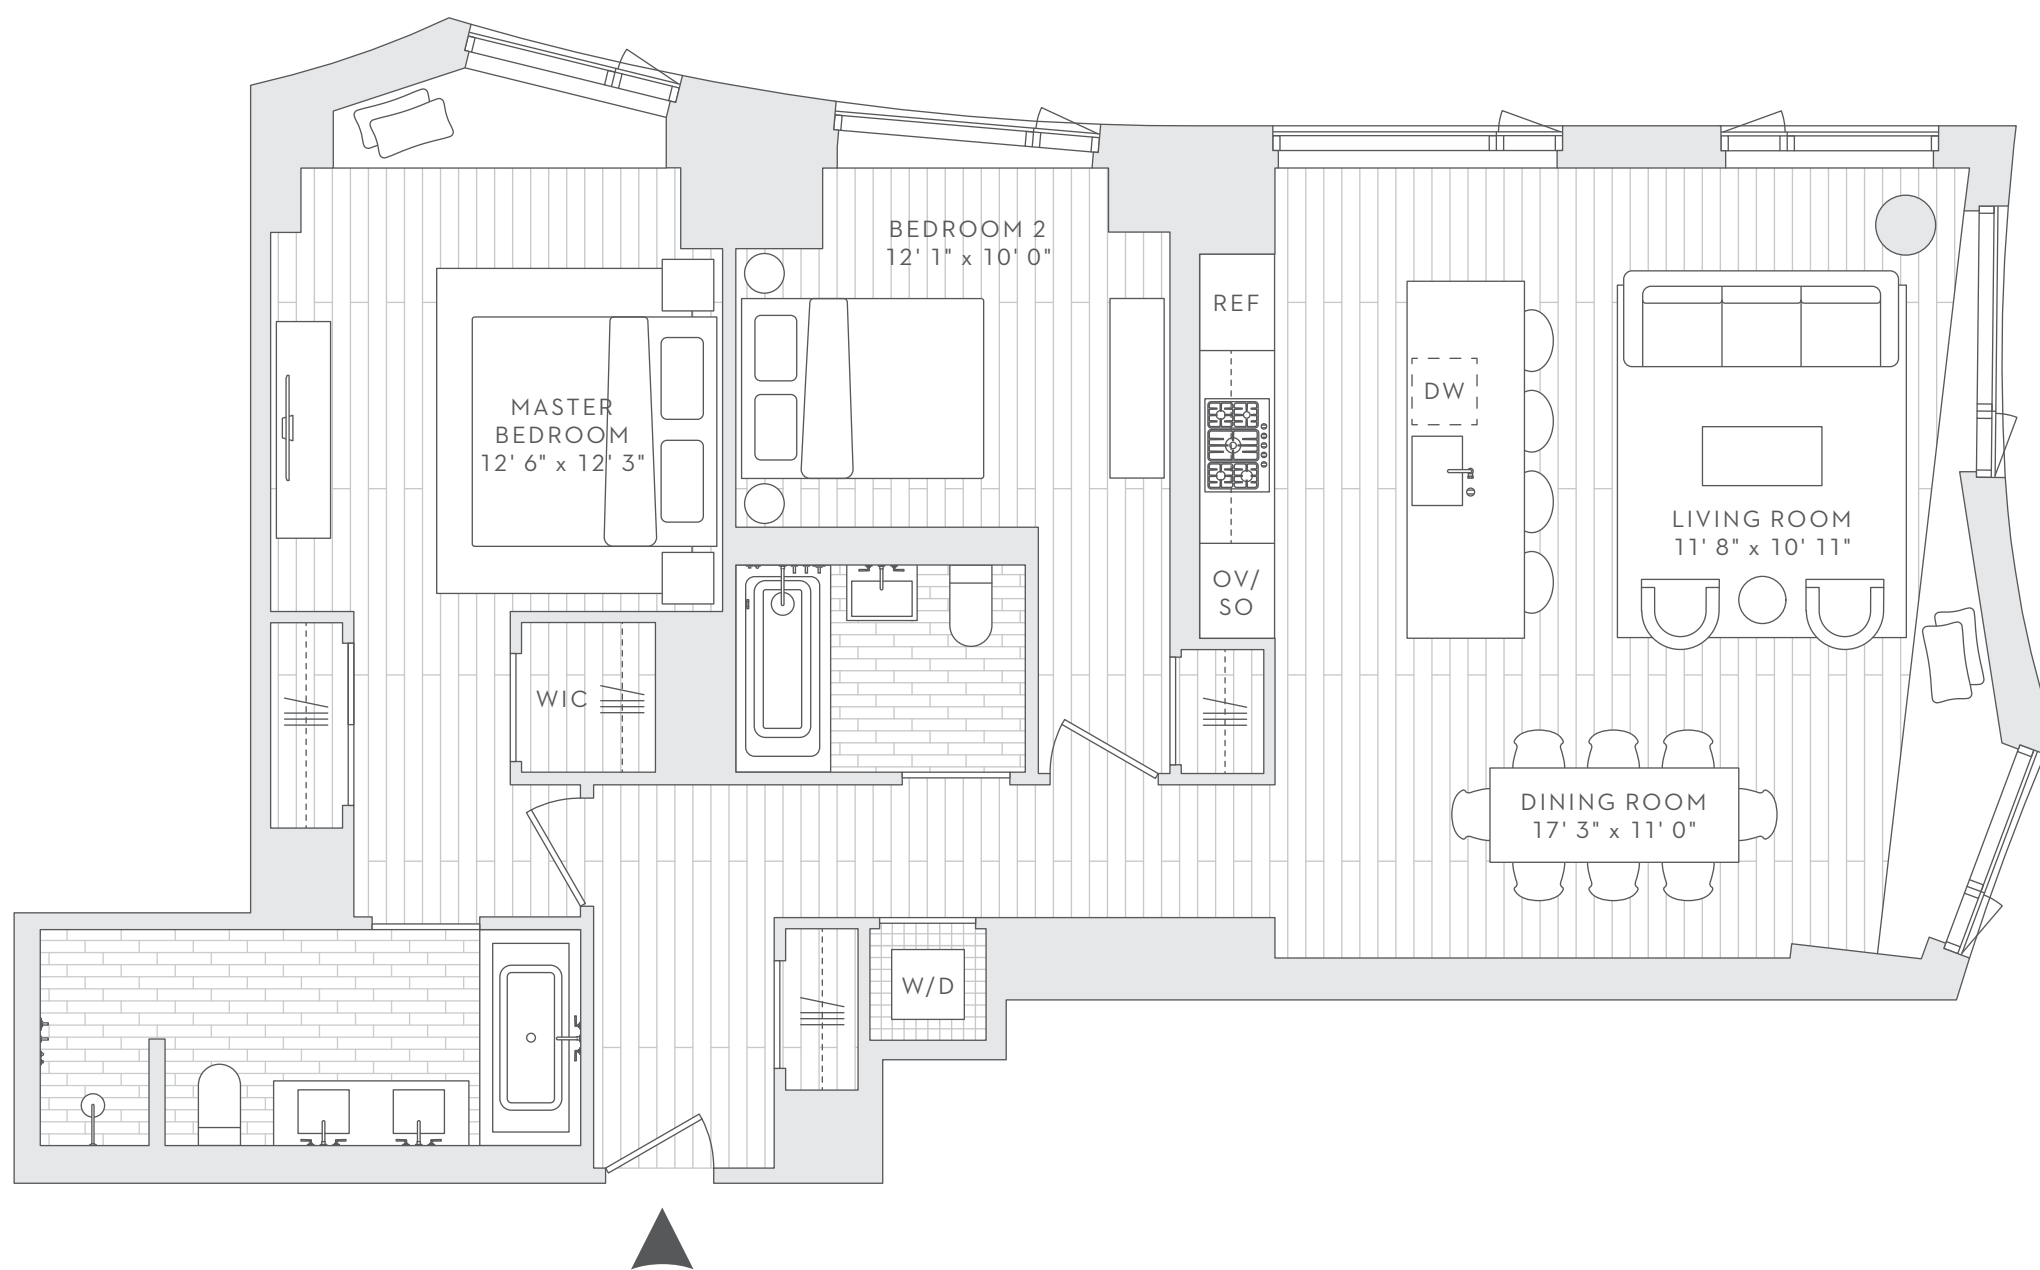 BEDROOM 2
12' 1" x 10' 0"
REF
DW
MASTER
BEDROOM
12' 6" x 12' 3"
LIVING ROOM
11' 8" x 10' 11"
OV/
SO
WIC
DINING ROOM
17' 3" x 11' 0"
W/D